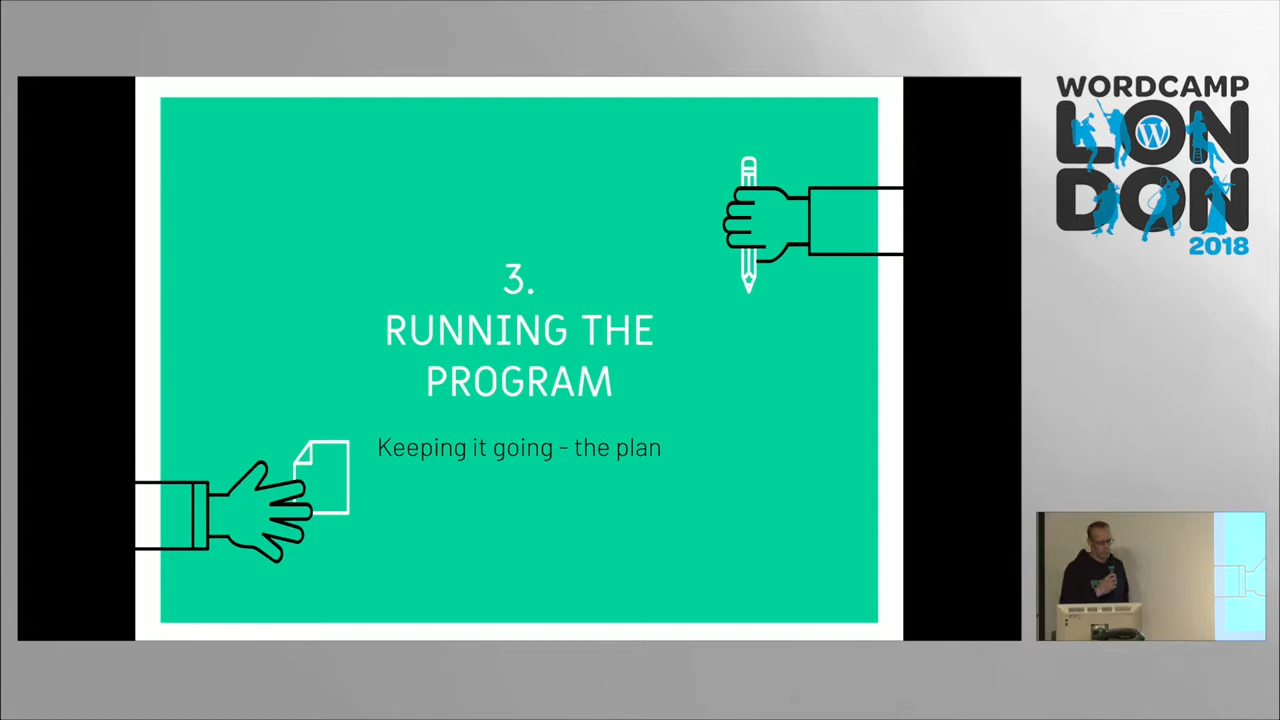 3.
RUNNING THE
PROGRAM
Keeping it going - the plan
WORDCAMP
LON
DON
2018